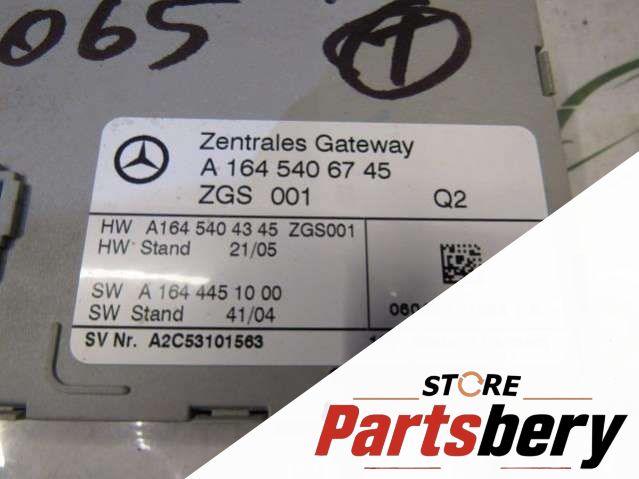 065
Zentrales Gateway
A 164 540 67 45
ZGS 001 Q2
HW A164 540 43 45 ZGS001
HW Stand 21/05
SW A 164 445 10 00
SW Stand 41/04
SV Nr. A2C53101563
STORE
Partsbery